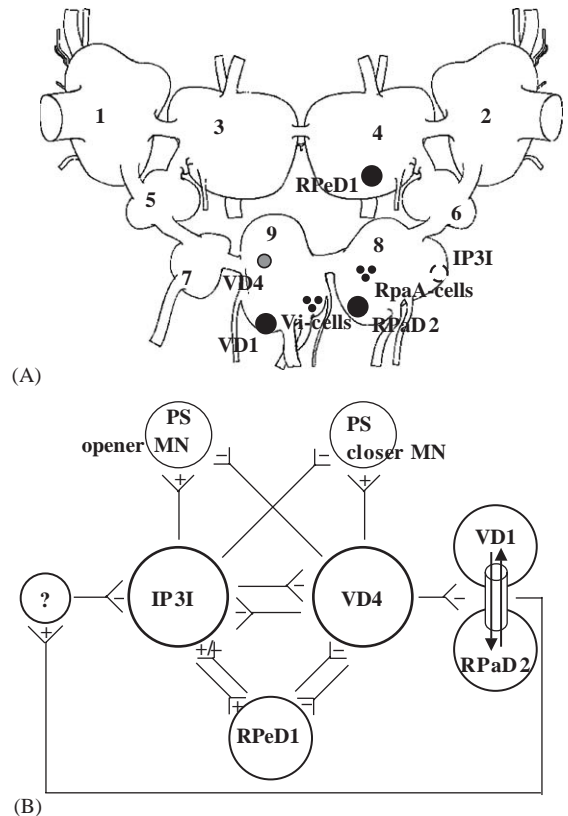 1
3
4
2
RPeD1
5
6
9
8
IP3I
7
VD4
RpaA-cells
Vi-cells
RPaD2
VD1
(A)
PS
opener MN
PS
closer MN
+
−
−
+
VD1
?
−
IP3I
−
−
VD4
−
RPaD2
+
+/−
−
+
−
RPeD1
(B)